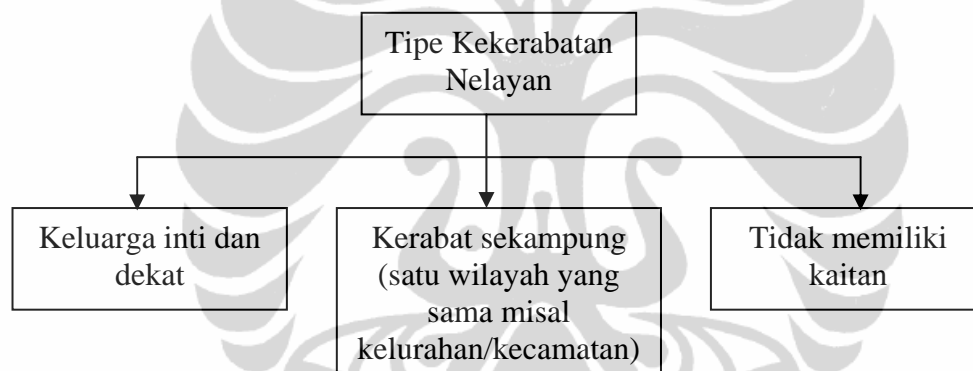 Tipe Kekerabatan
Nelayan
Keluarga inti dan
dekat
Kerabat sekampung
(satu wilayah yang
sama misal
kelurahan/kecamatan)
Tidak memiliki
kaitan